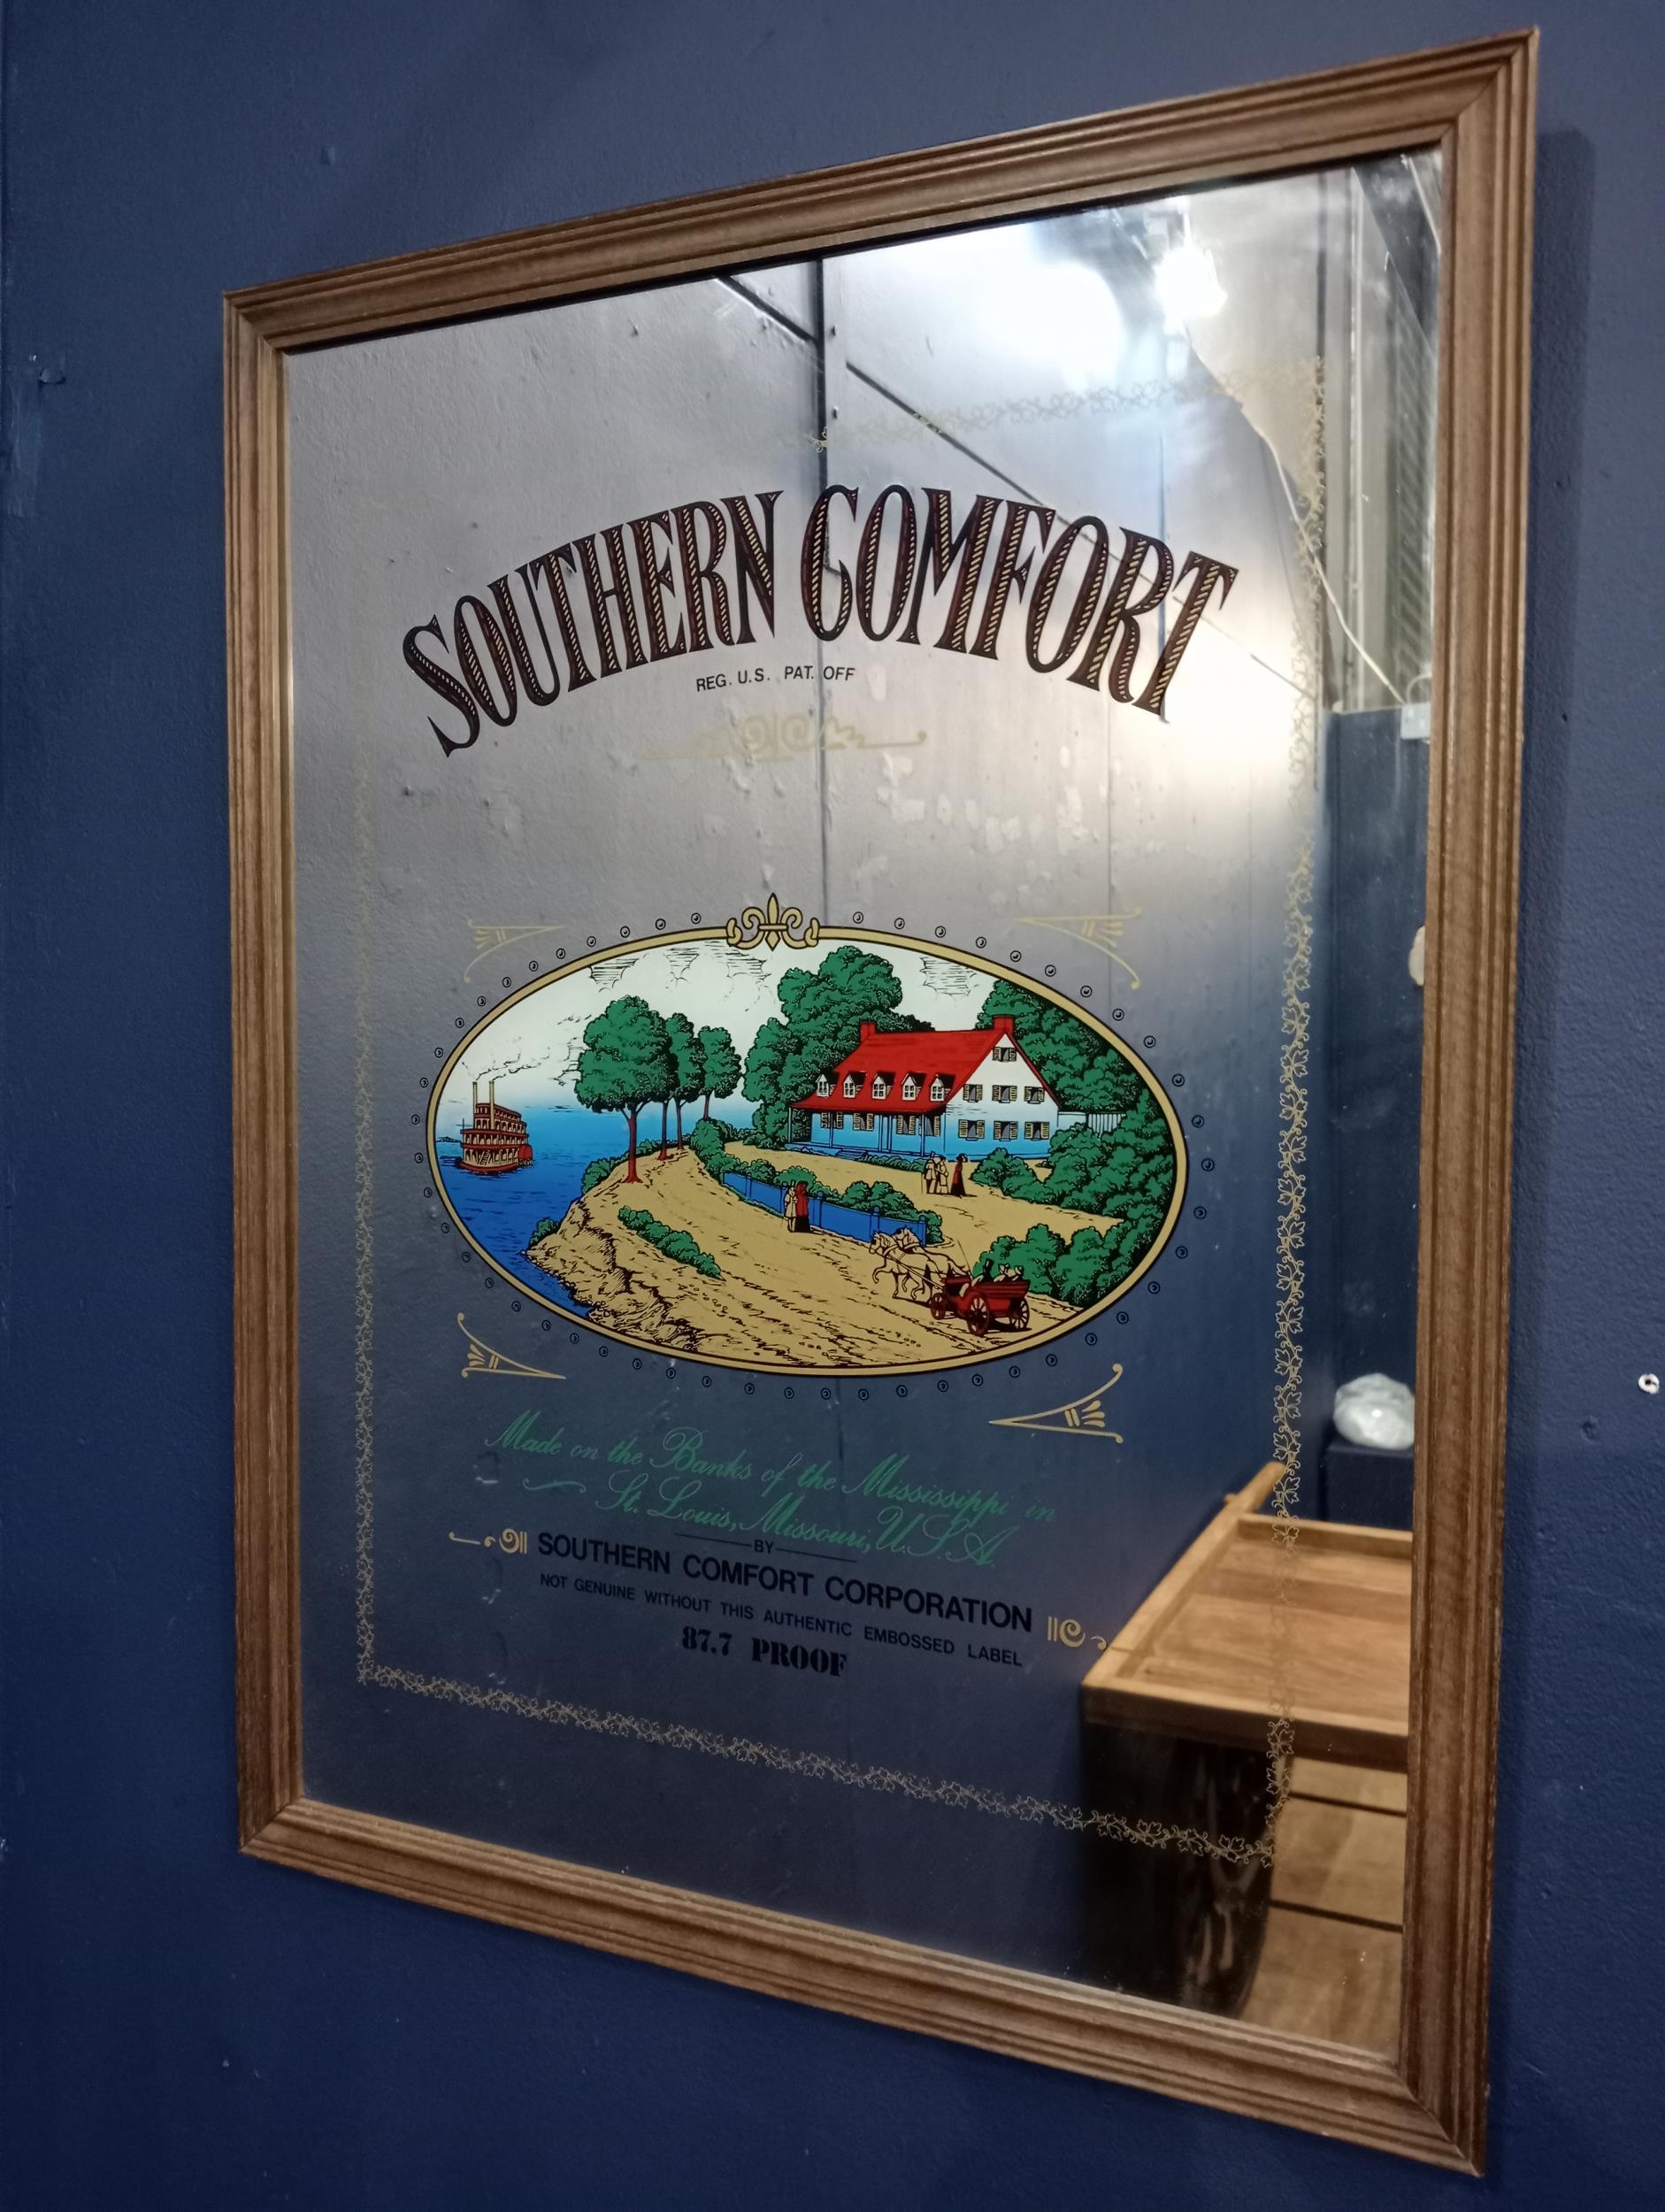 SOUTHERN COMFORT
REG. U.S. PAT. OFF
Made on the Banks of the Mississippi in
St. Louis, Missouri, U.S.A.
BY
SOUTHERN COMFORT CORPORATION
NOT GENUINE WITHOUT THIS AUTHENTIC EMBOSSED LABEL
87.7 PROOF